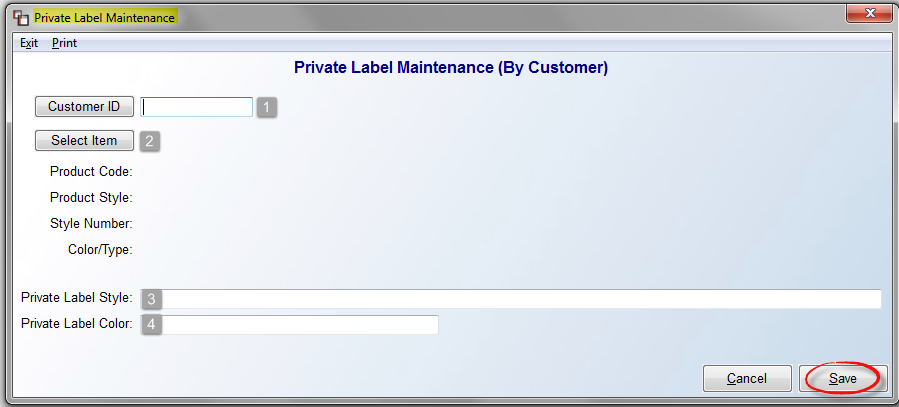 Private Label Maintenance
x
Exit Print
Private Label Maintenance (By Customer)
Customer ID 1
Select Item 2
Product Code:
Product Style:
Style Number:
Color/Type:
Private Label Style: 3
Private Label Color: 4
Cancel Save